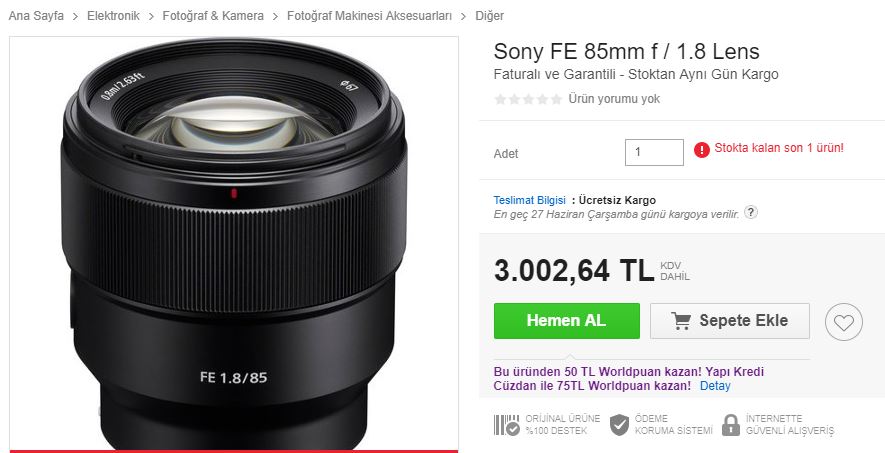 Ana Sayfa > Elektronik > Fotoğraf & Kamera > Fotoğraf Makinesi Aksesuarları > Diğer
0.8m/2.63ft
ϕ67
FE 1.8/85
Sony FE 85mm f / 1.8 Lens
Faturalı ve Garantili - Stoktan Aynı Gün Kargo
Ürün yorumu yok
Adet
1
! Stokta kalan son 1 ürün!
Teslimat Bilgisi : Ücretsiz Kargo
En geç 27 Haziran Çarşamba günü kargoya verilir. ?
3.002,64 TL
KDV
DAHİL
Hemen AL
Sepete Ekle
Bu üründen 50 TL Worldpuan kazan! Yapı Kredi
Cüzdan ile 75TL Worldpuan kazan! Detay
ORİJİNAL ÜRÜNE
%100 DESTEK
ÖDEME
KORUMA SİSTEMİ
İNTERNETTE
GÜVENLİ ALIŞVERİŞ